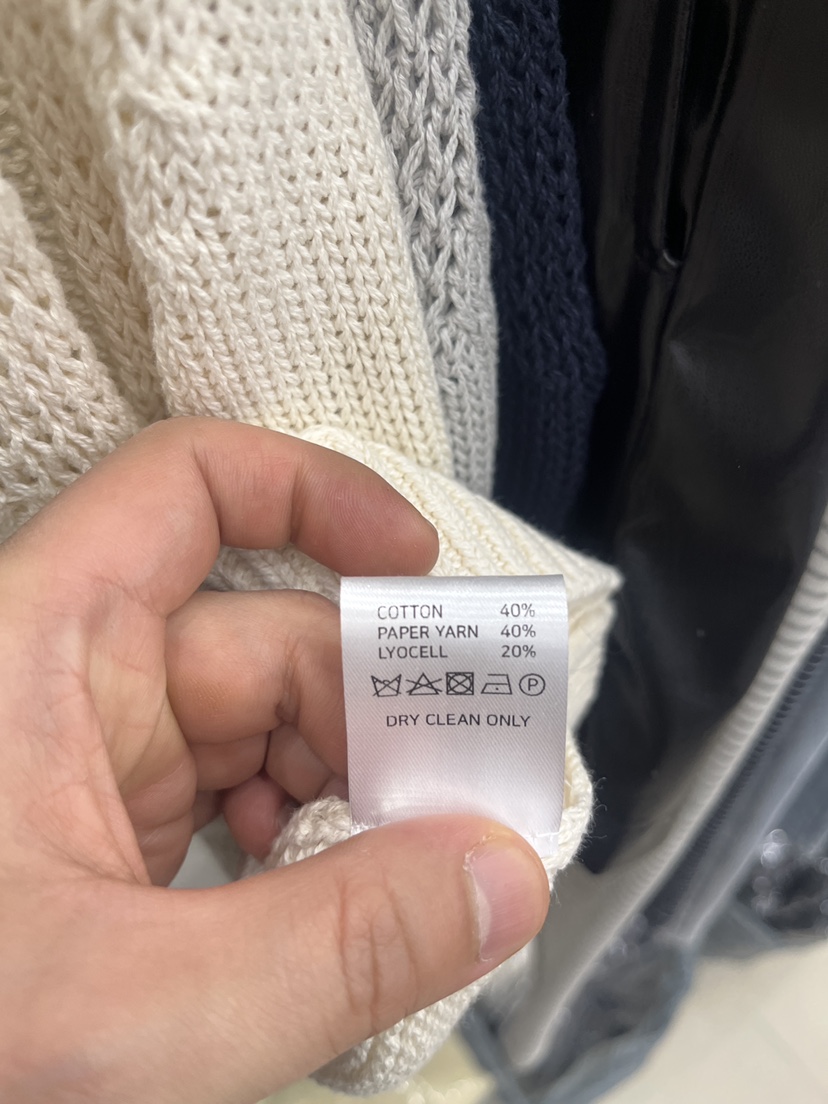 COTTON 40%
PAPER YARN 40%
LYOCELL 20%
P
DRY CLEAN ONLY